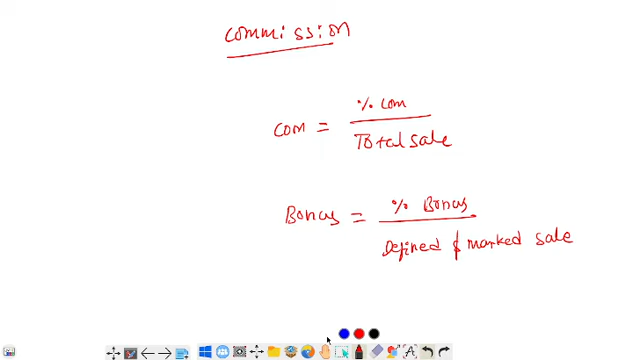 commission
com = % com / Total sale
Bonus = % Bonus / Defined & marked sale